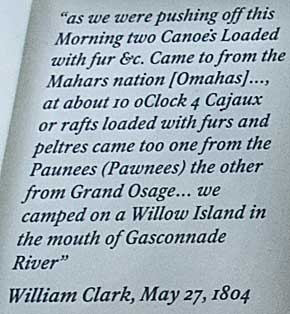 “as we were pushing off this
Morning two Canoe's Loaded
with fur &c. Came to from the
Mahars nation [Omahas]...,
at about 10 oClock 4 Cajaux
or rafts loaded with furs and
peltres came too one from the
Paunees (Pawnees) the other
from Grand Osage... we
camped on a Willow Island in
the mouth of Gasconnade
River”
William Clark, May 27, 1804